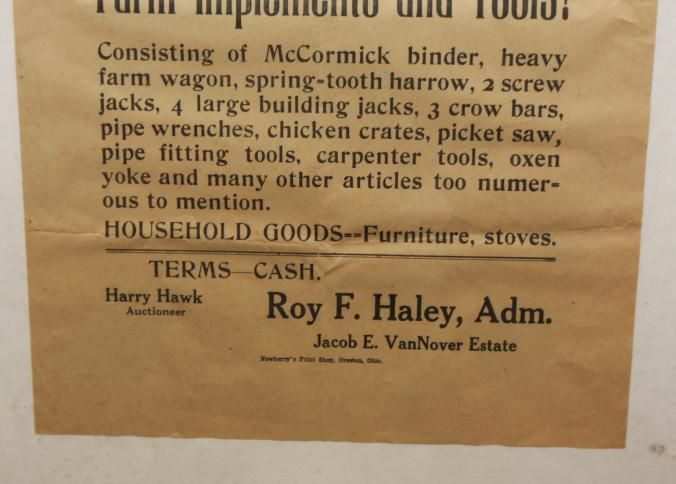 Farm Implements and Tools!
Consisting of McCormick binder, heavy
farm wagon, spring-tooth harrow, 2 screw
jacks, 4 large building jacks, 3 crow bars,
pipe wrenches, chicken crates, picket saw,
pipe fitting tools, carpenter tools, oxen
yoke and many other articles too numer-
ous to mention.
HOUSEHOLD GOODS--Furniture, stoves.
TERMS—CASH.
Harry Hawk
Auctioneer
Roy F. Haley, Adm.
Jacob E. VanNover Estate
Newberry's Print Shop, Creston, Ohio.